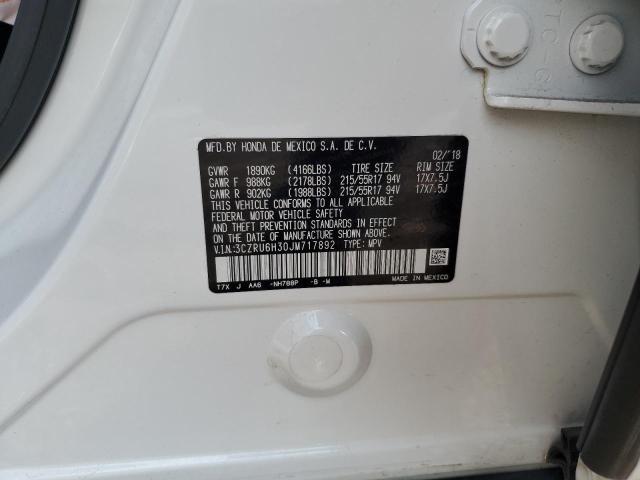 MFD.BY HONDA DE MEXICO S.A. DE C.V.
02/'18
GVWR 1890KG (4166LBS) TIRE SIZE RIM SIZE
GAWR F 988KG (2178LBS) 215/55R17 94V 17X7.5J
GAWR R 902KG (1988LBS) 215/55R17 94V 17X7.5J
THIS VEHICLE CONFORMS TO ALL APPLICABLE
FEDERAL MOTOR VEHICLE SAFETY
AND THEFT PREVENTION STANDARDS IN EFFECT
ON THE DATE OF MANUFACTURE SHOWN ABOVE.
V.I.N.:3CZRU6H30JM717892 TYPE: MPV
T7X J AA6 -NH788P -B -M
MADE IN MEXICO